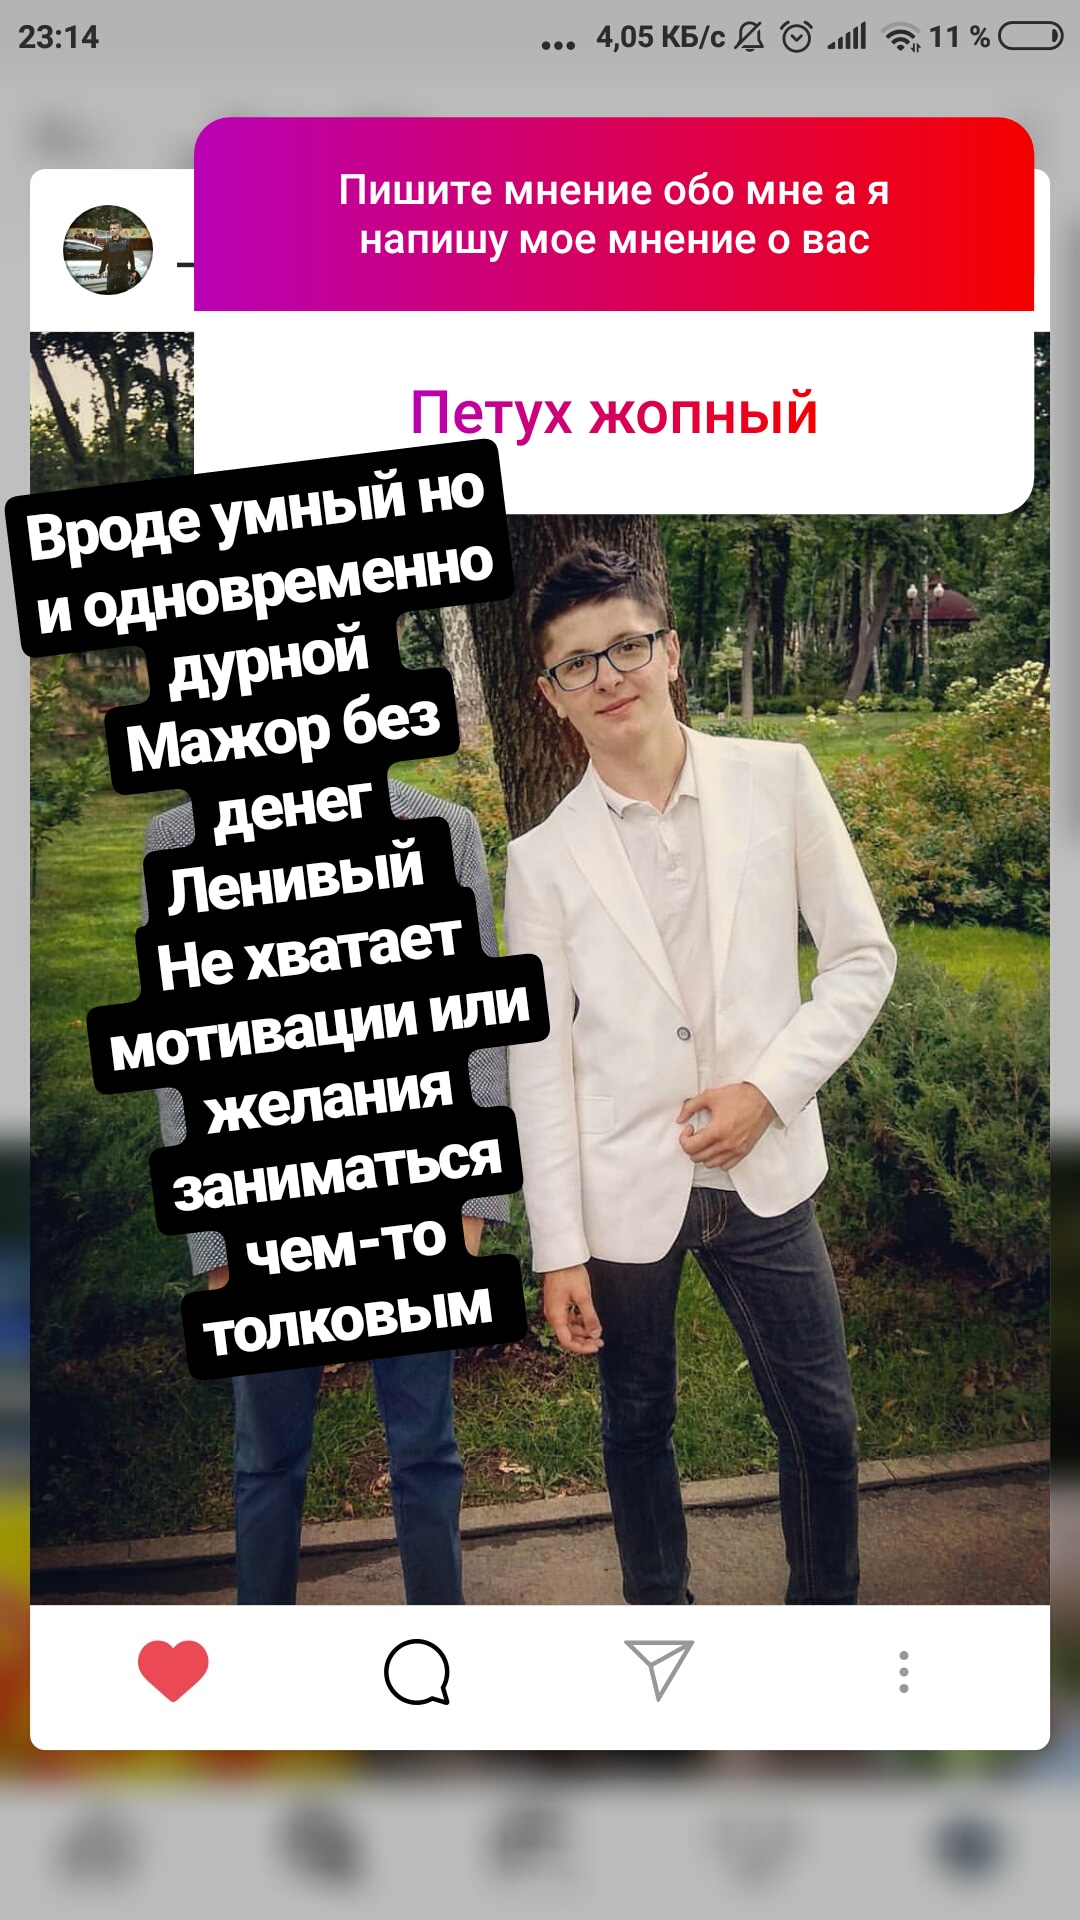 23:14
4,05 КБ/с
11 %
Пишите мнение обо мне а я
напишу мое мнение о вас
Петух жопный
Вроде умный но
и одновременно
дурной
Мажор без
денег
Ленивый
Не хватает
мотивации или
желания
заниматься
чем-то
толковым